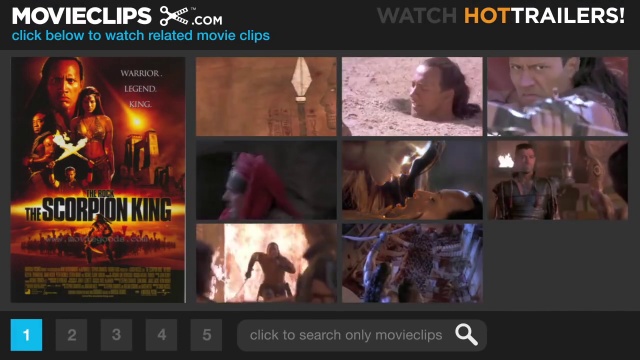 MOVIECLIPS .COM
WATCH HOTTRAILERS!
click below to watch related movie clips
WARRIOR.
LEGEND.
KING.
THE ROCK
THE SCORPION KING
1 2 3 4 5
click to search only movieclips